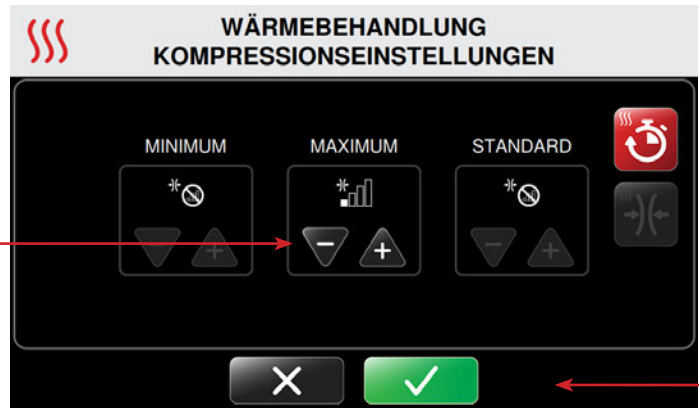 WÄRMEBEHANDLUNG
KOMPRESSIONSEINSTELLUNGEN
MINIMUM MAXIMUM STANDARD